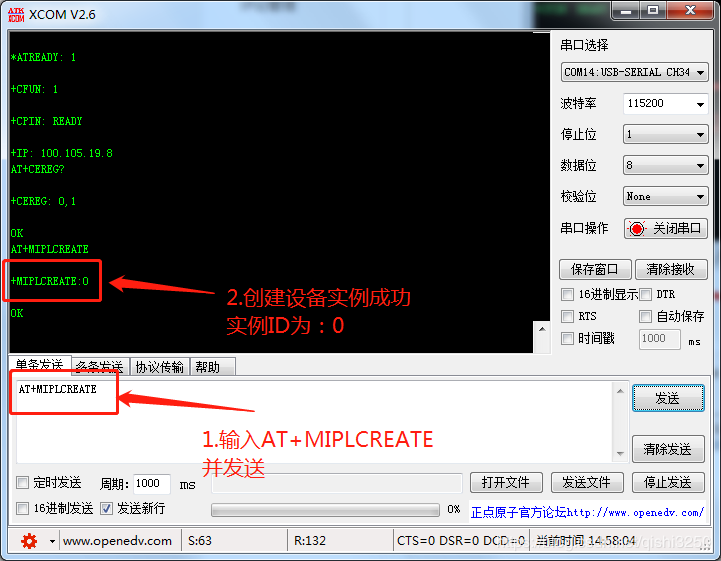 ATK
XCOM
XCOM V2.6
*ATREADY: 1
+CFUN: 1
+CPIN: READY
+IP: 100.105.19.8
AT+CEREG?
+CEREG: 0,1
OK
AT+MIPLCREATE
+MIPLCREATE:0
OK
2.创建设备实例成功
实例ID为：0
串口选择
COM14:USB-SERIAL CH34
波特率
115200
停止位
1
数据位
8
校验位
None
串口操作
关闭串口
保存窗口
清除接收
16进制显示
DTR
RTS
自动保存
时间戳
1000
ms
单条发送
多条发送
协议传输
帮助
AT+MIPLCREATE
1.输入AT+MIPLCREATE
并发送
发送
清除发送
定时发送
周期:
1000
ms
打开文件
发送文件
停止发送
16进制发送
发送新行
0%
正点原子官方论坛http://www.openedv.com/
www.openedv.com
S:63
R:132
CTS=0 DSR=0 DCD=0
当前时间 14:58:04